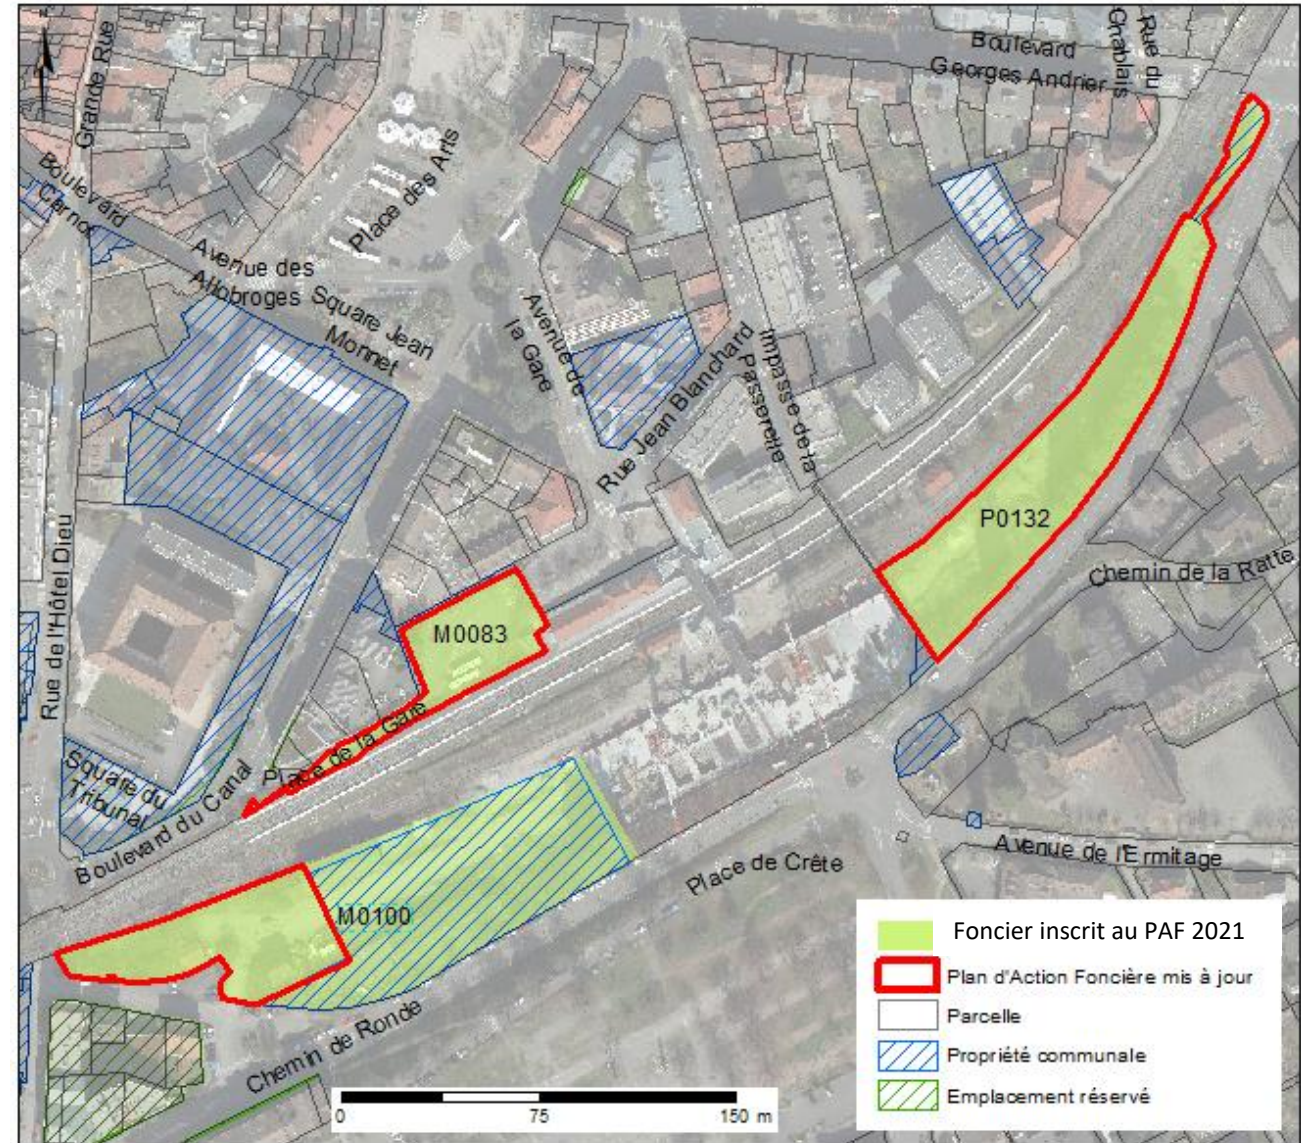 Grande Rue
Boulevard
Carnot
Place des Arts
Avenue des
Allobroges
Square Jean
Monnet
Avenue de
la Gare
Boulevard
Georges Andrier
Rue du
Chablais
Rue Jean Blanchard
Impasse de la
Passerelle
P0132
Chemin de la Ratte
M0083
Rue de l'Hôtel Dieu
Place de la Gare
Square du
Tribunal
Boulevard du Canal
Place de Crête
Avenue de l'Ermitage
M0100
Chemin de Ronde
Foncier inscrit au PAF 2021
Plan d'Action Foncière mis à jour
Parcelle
Propriété communale
Emplacement réservé
0 75 150 m